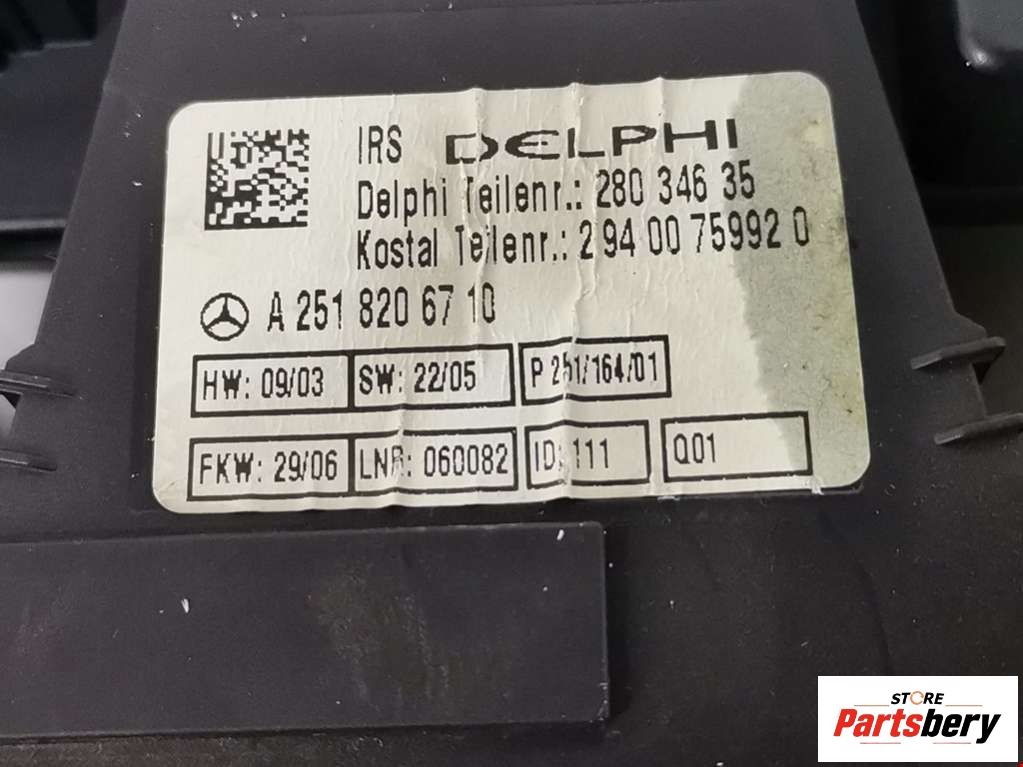 IRS DELPHI
Delphi Teilenr.: 280 346 35
Kostal Teilenr.: 2 94 00 75992 0
A 251 820 67 10
HW: 09/03 SW: 22/05 P 251/164/01
FKW: 29/06 LNR: 060082 ID: 111 Q01
STORE
Partsbery